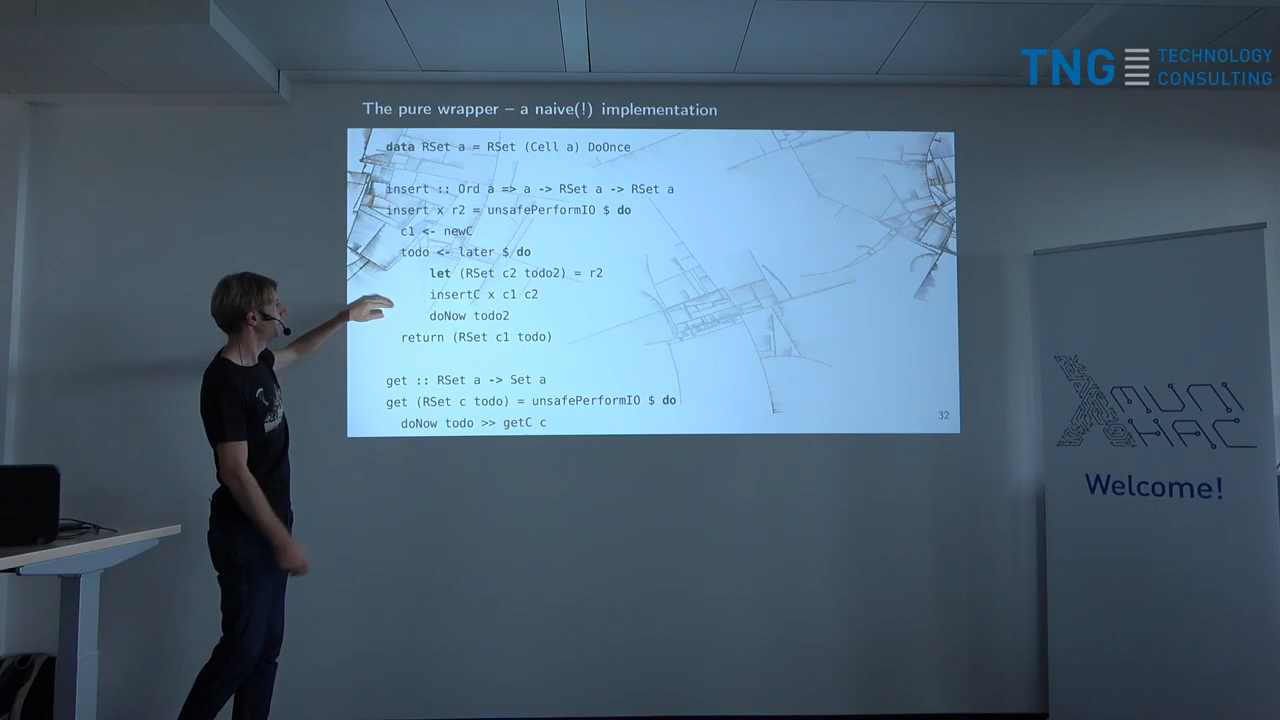 TNG TECHNOLOGY CONSULTING
The pure wrapper – a naive(!) implementation
data RSet a = RSet (Cell a) DoOnce
insert :: Ord a => a -> RSet a -> RSet a
insert x r2 = unsafePerformIO $ do
c1 <- newC
todo <- later $ do
let (RSet c2 todo2) = r2
insertC x c1 c2
doNow todo2
return (RSet c1 todo)
get :: RSet a -> Set a
get (RSet c todo) = unsafePerformIO $ do
doNow todo >> getC c
32
MUNI
HAC
Welcome!